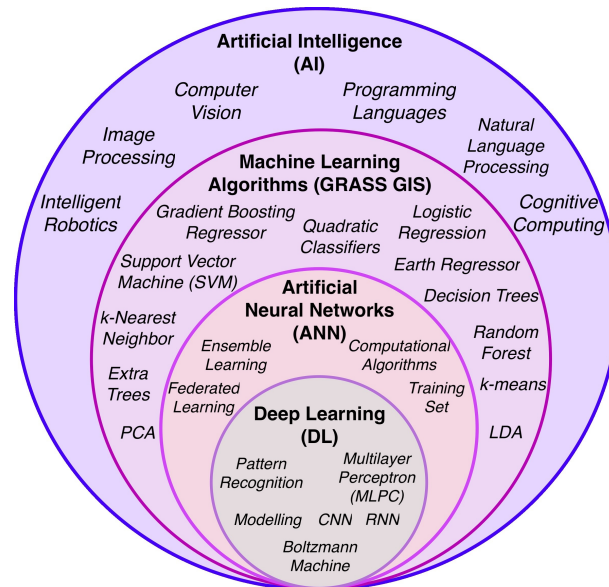 Artificial Intelligence
(AI)
Computer
Vision
Programming
Languages
Image
Processing
Natural
Language
Processing
Intelligent
Robotics
Cognitive
Computing
Machine Learning
Algorithms (GRASS GIS)
Gradient Boosting
Regressor
Quadratic
Classifiers
Logistic
Regression
Support Vector
Machine (SVM)
Earth Regressor
Decision Trees
k-Nearest
Neighbor
Random
Forest
Extra
Trees
k-means
PCA
LDA
Artificial
Neural Networks
(ANN)
Ensemble
Learning
Computational
Algorithms
Federated
Learning
Training
Set
Deep Learning
(DL)
Pattern
Recognition
Multilayer
Perceptron
(MLPC)
Modelling
CNN
RNN
Boltzmann
Machine